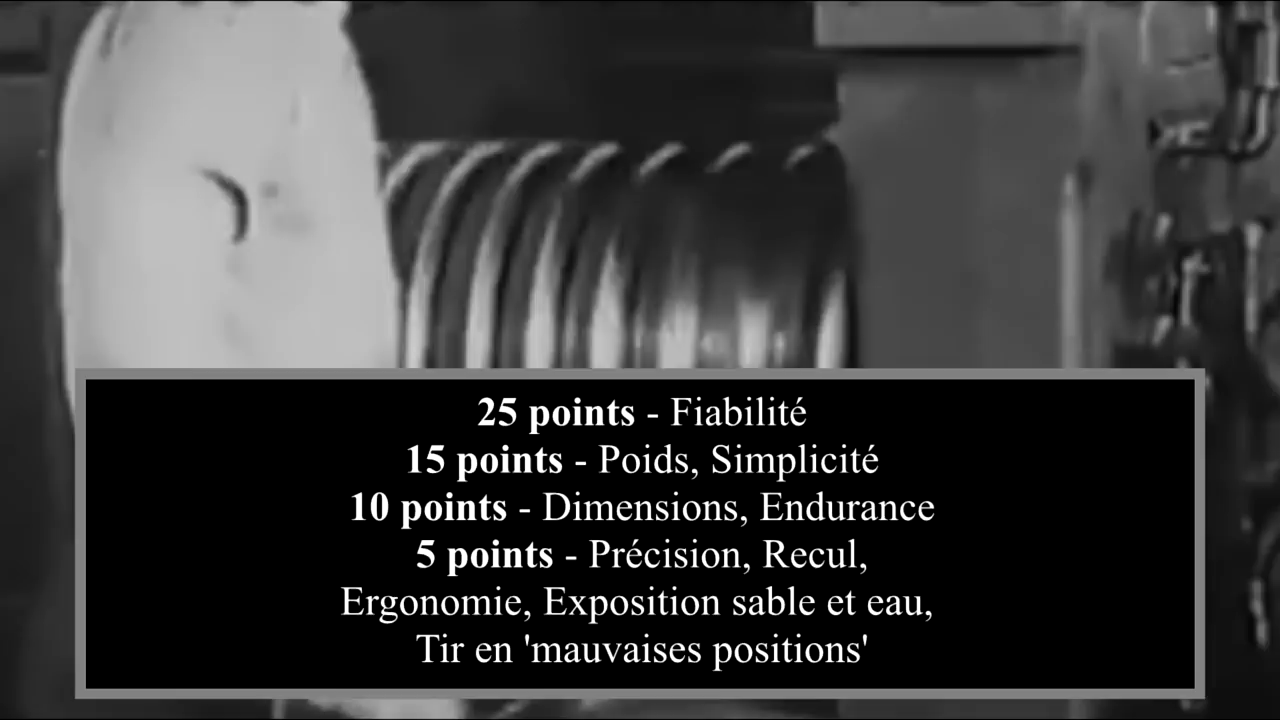 25 points - Fiabilité
15 points - Poids, Simplicité
10 points - Dimensions, Endurance
5 points - Précision, Recul,
Ergonomie, Exposition sable et eau,
Tir en 'mauvaises positions'